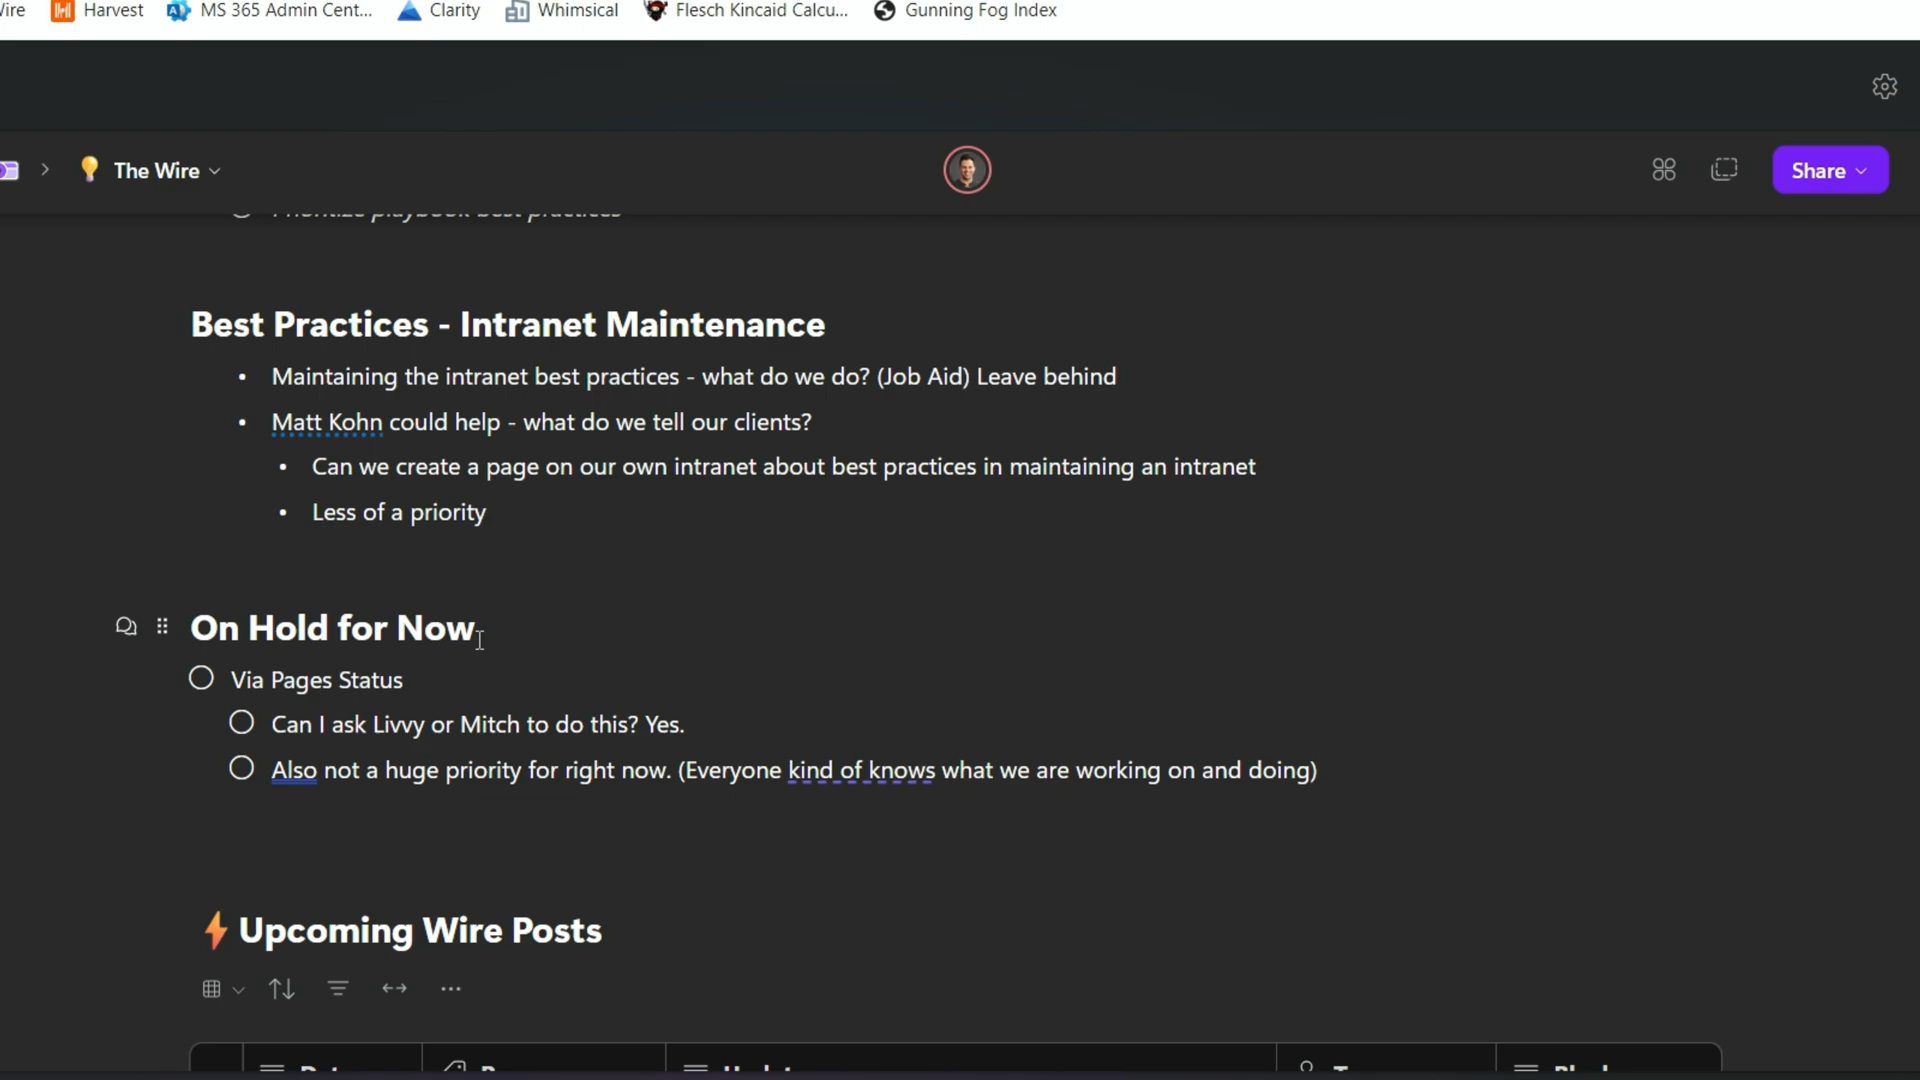 Harvest
MS 365 Admin Cent...
Clarity
Whimsical
Flesch Kincaid Calcu...
Gunning Fog Index
The Wire
Share
Prioritize playbook best practices
Best Practices - Intranet Maintenance
• Maintaining the intranet best practices - what do we do? (Job Aid) Leave behind
• Matt Kohn could help - what do we tell our clients?
• Can we create a page on our own intranet about best practices in maintaining an intranet
• Less of a priority
On Hold for Now
Via Pages Status
Can I ask Livvy or Mitch to do this? Yes.
Also not a huge priority for right now. (Everyone kind of knows what we are working on and doing)
⚡Upcoming Wire Posts